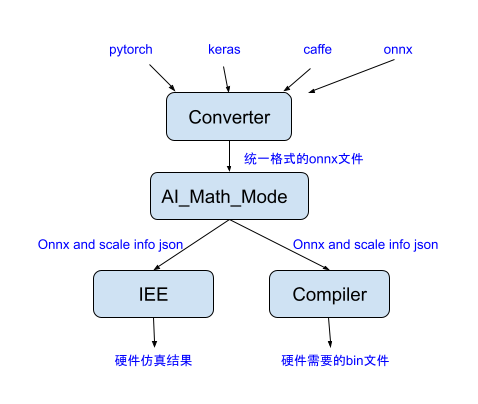 pytorch
keras
caffe
onnx
Converter
统一格式的onnx文件
AI_Math_Mode
Onnx and scale info json
Onnx and scale info json
IEE
Compiler
硬件仿真结果
硬件需要的bin文件